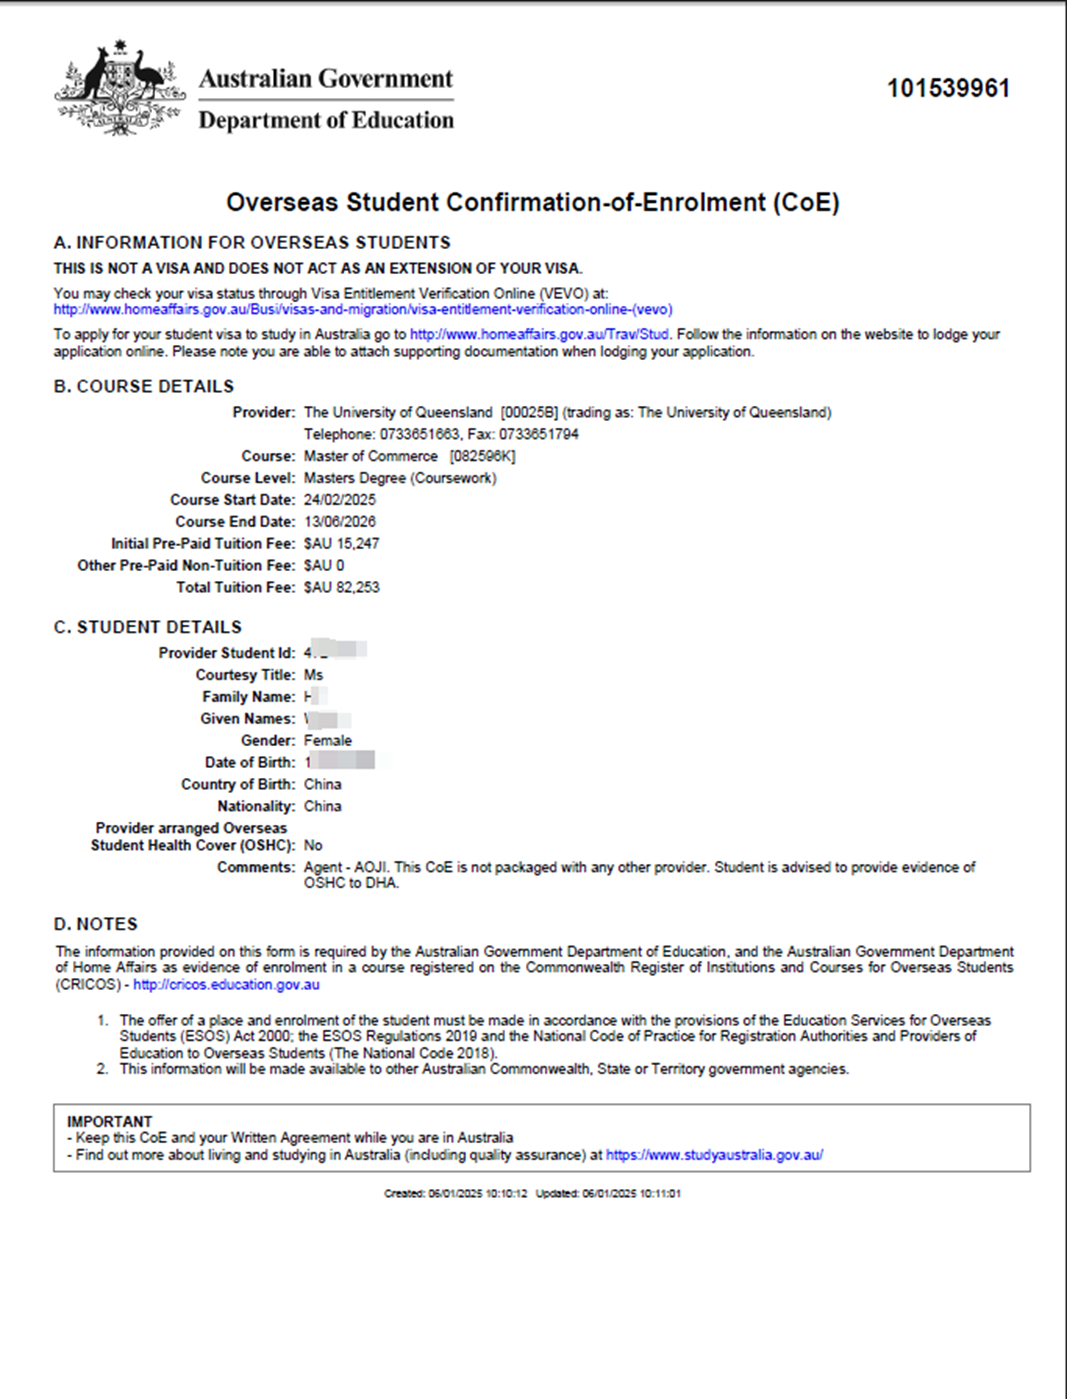 Australian Government
Department of Education
101539961
Overseas Student Confirmation-of-Enrolment (CoE)
A. INFORMATION FOR OVERSEAS STUDENTS
THIS IS NOT A VISA AND DOES NOT ACT AS AN EXTENSION OF YOUR VISA.
You may check your visa status through Visa Entitlement Verification Online (VEVO) at:
http://www.homeaffairs.gov.au/Busi/visas-and-migration/visa-entitlement-verification-online-(vevo)
To apply for your student visa to study in Australia go to http://www.homeaffairs.gov.au/Trav/Stud. Follow the information on the website to lodge your
application online. Please note you are able to attach supporting documentation when lodging your application.
B. COURSE DETAILS
Provider: The University of Queensland [00025B] (trading as: The University of Queensland)
Telephone: 0733651663, Fax: 0733651794
Course: Master of Commerce [082596K]
Course Level: Masters Degree (Coursework)
Course Start Date: 24/02/2025
Course End Date: 13/06/2026
Initial Pre-Paid Tuition Fee: $AU 15,247
Other Pre-Paid Non-Tuition Fee: $AU 0
Total Tuition Fee: $AU 82,253
C. STUDENT DETAILS
Provider Student Id: 4
Courtesy Title: Ms
Family Name: H
Given Names:
Gender: Female
Date of Birth: 1
Country of Birth: China
Nationality: China
Provider arranged Overseas
Student Health Cover (OSHC): No
Comments: Agent - AOJI. This CoE is not packaged with any other provider. Student is advised to provide evidence of
OSHC to DHA.
D. NOTES
The information provided on this form is required by the Australian Government Department of Education, and the Australian Government Department
of Home Affairs as evidence of enrolment in a course registered on the Commonwealth Register of Institutions and Courses for Overseas Students
(CRICOS) - http://cricos.education.gov.au
1. The offer of a place and enrolment of the student must be made in accordance with the provisions of the Education Services for Overseas
Students (ESOS) Act 2000; the ESOS Regulations 2019 and the National Code of Practice for Registration Authorities and Providers of
Education to Overseas Students (The National Code 2018).
2. This information will be made available to other Australian Commonwealth, State or Territory government agencies.
IMPORTANT
- Keep this CoE and your Written Agreement while you are in Australia
- Find out more about living and studying in Australia (including quality assurance) at https://www.studyaustralia.gov.au/
Created: 06/01/2025 10:10:12 Updated: 06/01/2025 10:11:01